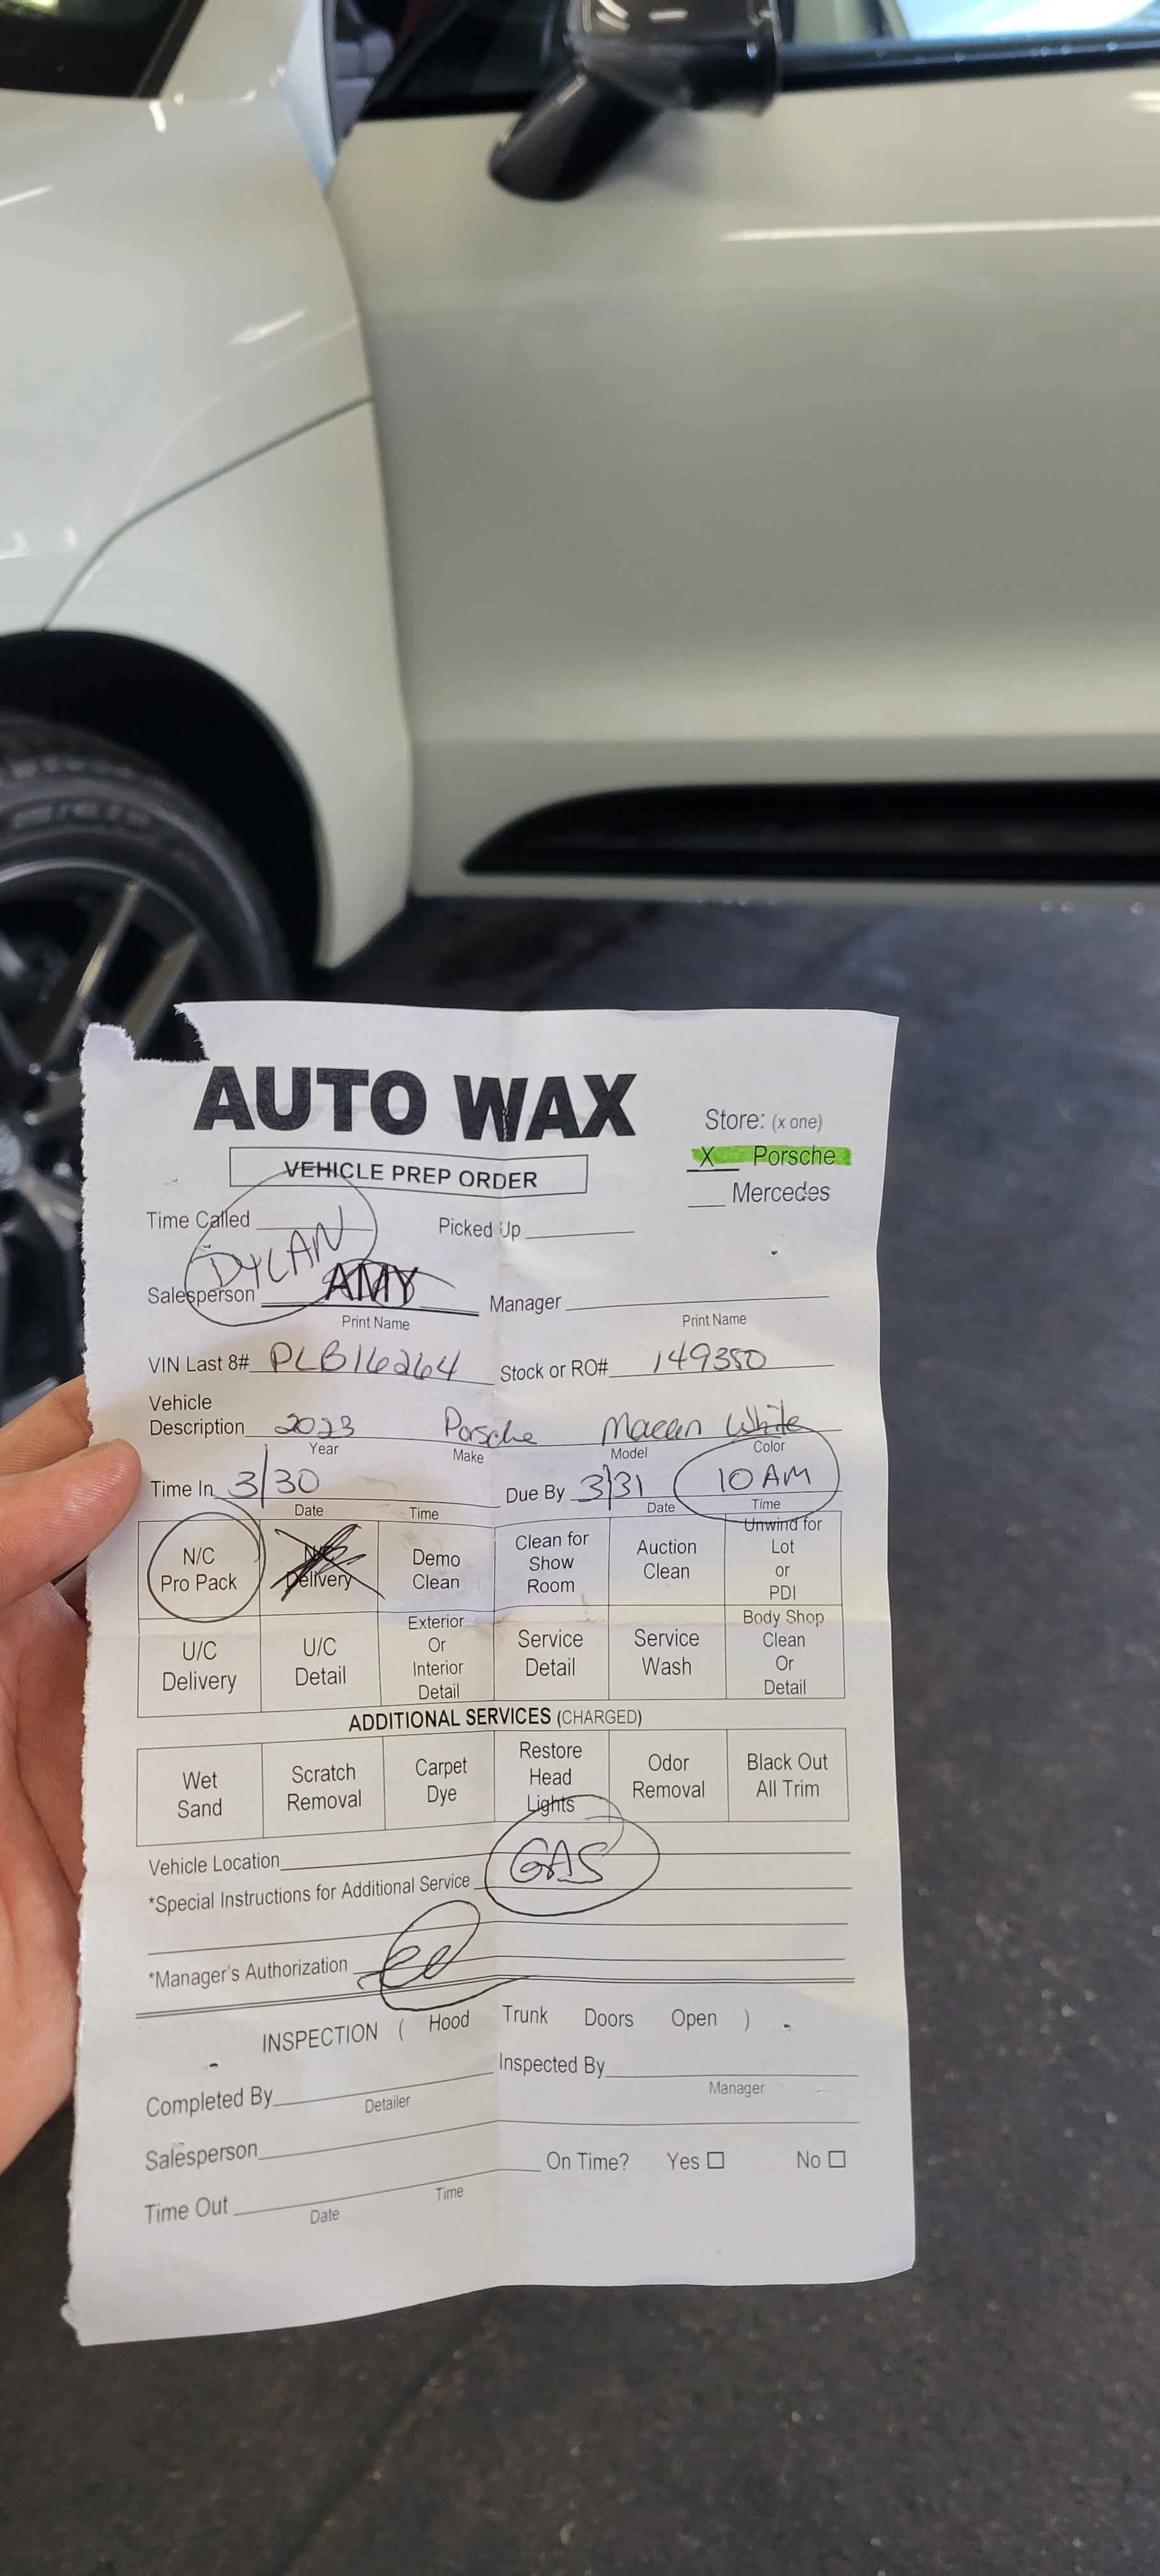 AUTO WAX
Store: (x one)
VEHICLE PREP ORDER
X Porsche
Mercedes
Time Called
Picked Up
DYLAN
Salesperson AMY
Manager
Print Name
Print Name
VIN Last 8# PLB16264 Stock or RO# 149350
Vehicle
Description 2023 Porsche Macan White
Year Make Model Color
Time In 3/30 Due By 3/31 10 AM
Date Time Date Time
N/C Pro Pack
N/C Delivery
Demo Clean
Clean for Show Room
Auction Clean
Unwind for Lot or PDI
U/C Delivery
U/C Detail
Exterior Or Interior Detail
Service Detail
Service Wash
Body Shop Clean Or Detail
ADDITIONAL SERVICES (CHARGED)
Wet Sand
Scratch Removal
Carpet Dye
Restore Head Lights
Odor Removal
Black Out All Trim
Vehicle Location
GAS
*Special Instructions for Additional Service
*Manager's Authorization
INSPECTION ( Hood Trunk Doors Open )
Completed By
Inspected By
Detailer
Manager
Salesperson
On Time? Yes ☐ No ☐
Time Out
Date Time